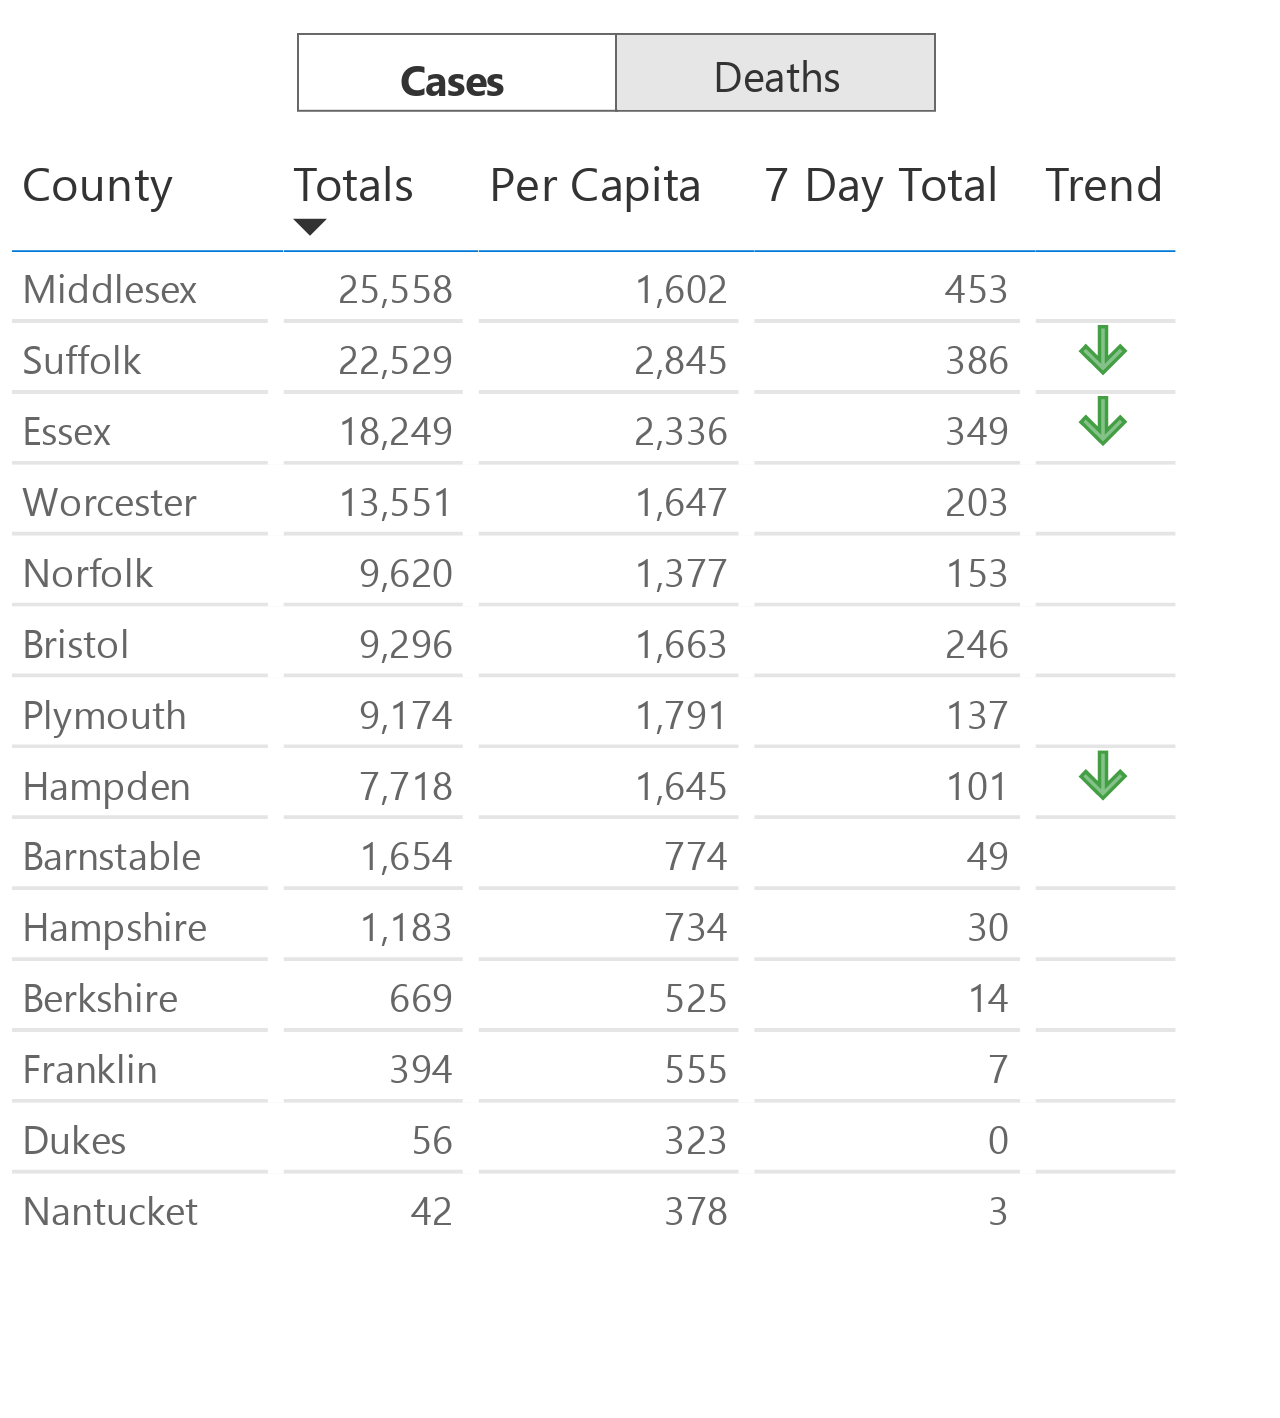 Cases Deaths
County Totals Per Capita 7 Day Total Trend
Middlesex 25,558 1,602 453
Suffolk 22,529 2,845 386
Essex 18,249 2,336 349
Worcester 13,551 1,647 203
Norfolk 9,620 1,377 153
Bristol 9,296 1,663 246
Plymouth 9,174 1,791 137
Hampden 7,718 1,645 101
Barnstable 1,654 774 49
Hampshire 1,183 734 30
Berkshire 669 525 14
Franklin 394 555 7
Dukes 56 323 0
Nantucket 42 378 3